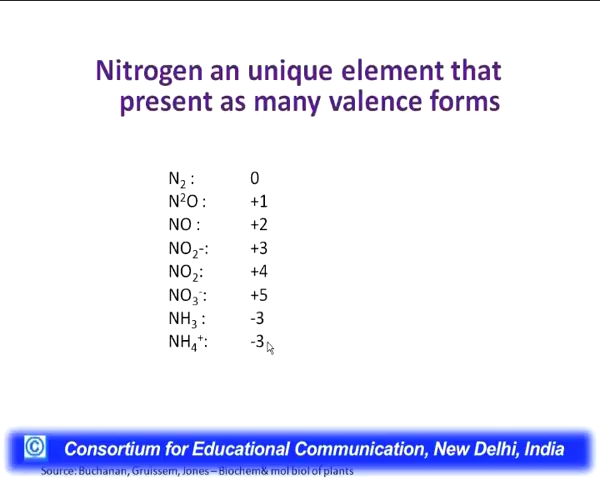 Nitrogen an unique element that
present as many valence forms
N₂ : 0
N²O : +1
NO : +2
NO₂-: +3
NO₂: +4
NO₃⁻: +5
NH₃ : -3
NH₄⁺: -3
© Consortium for Educational Communication, New Delhi, India
Source: Buchanan, Gruissem, Jones – Biochem& mol biol of plants